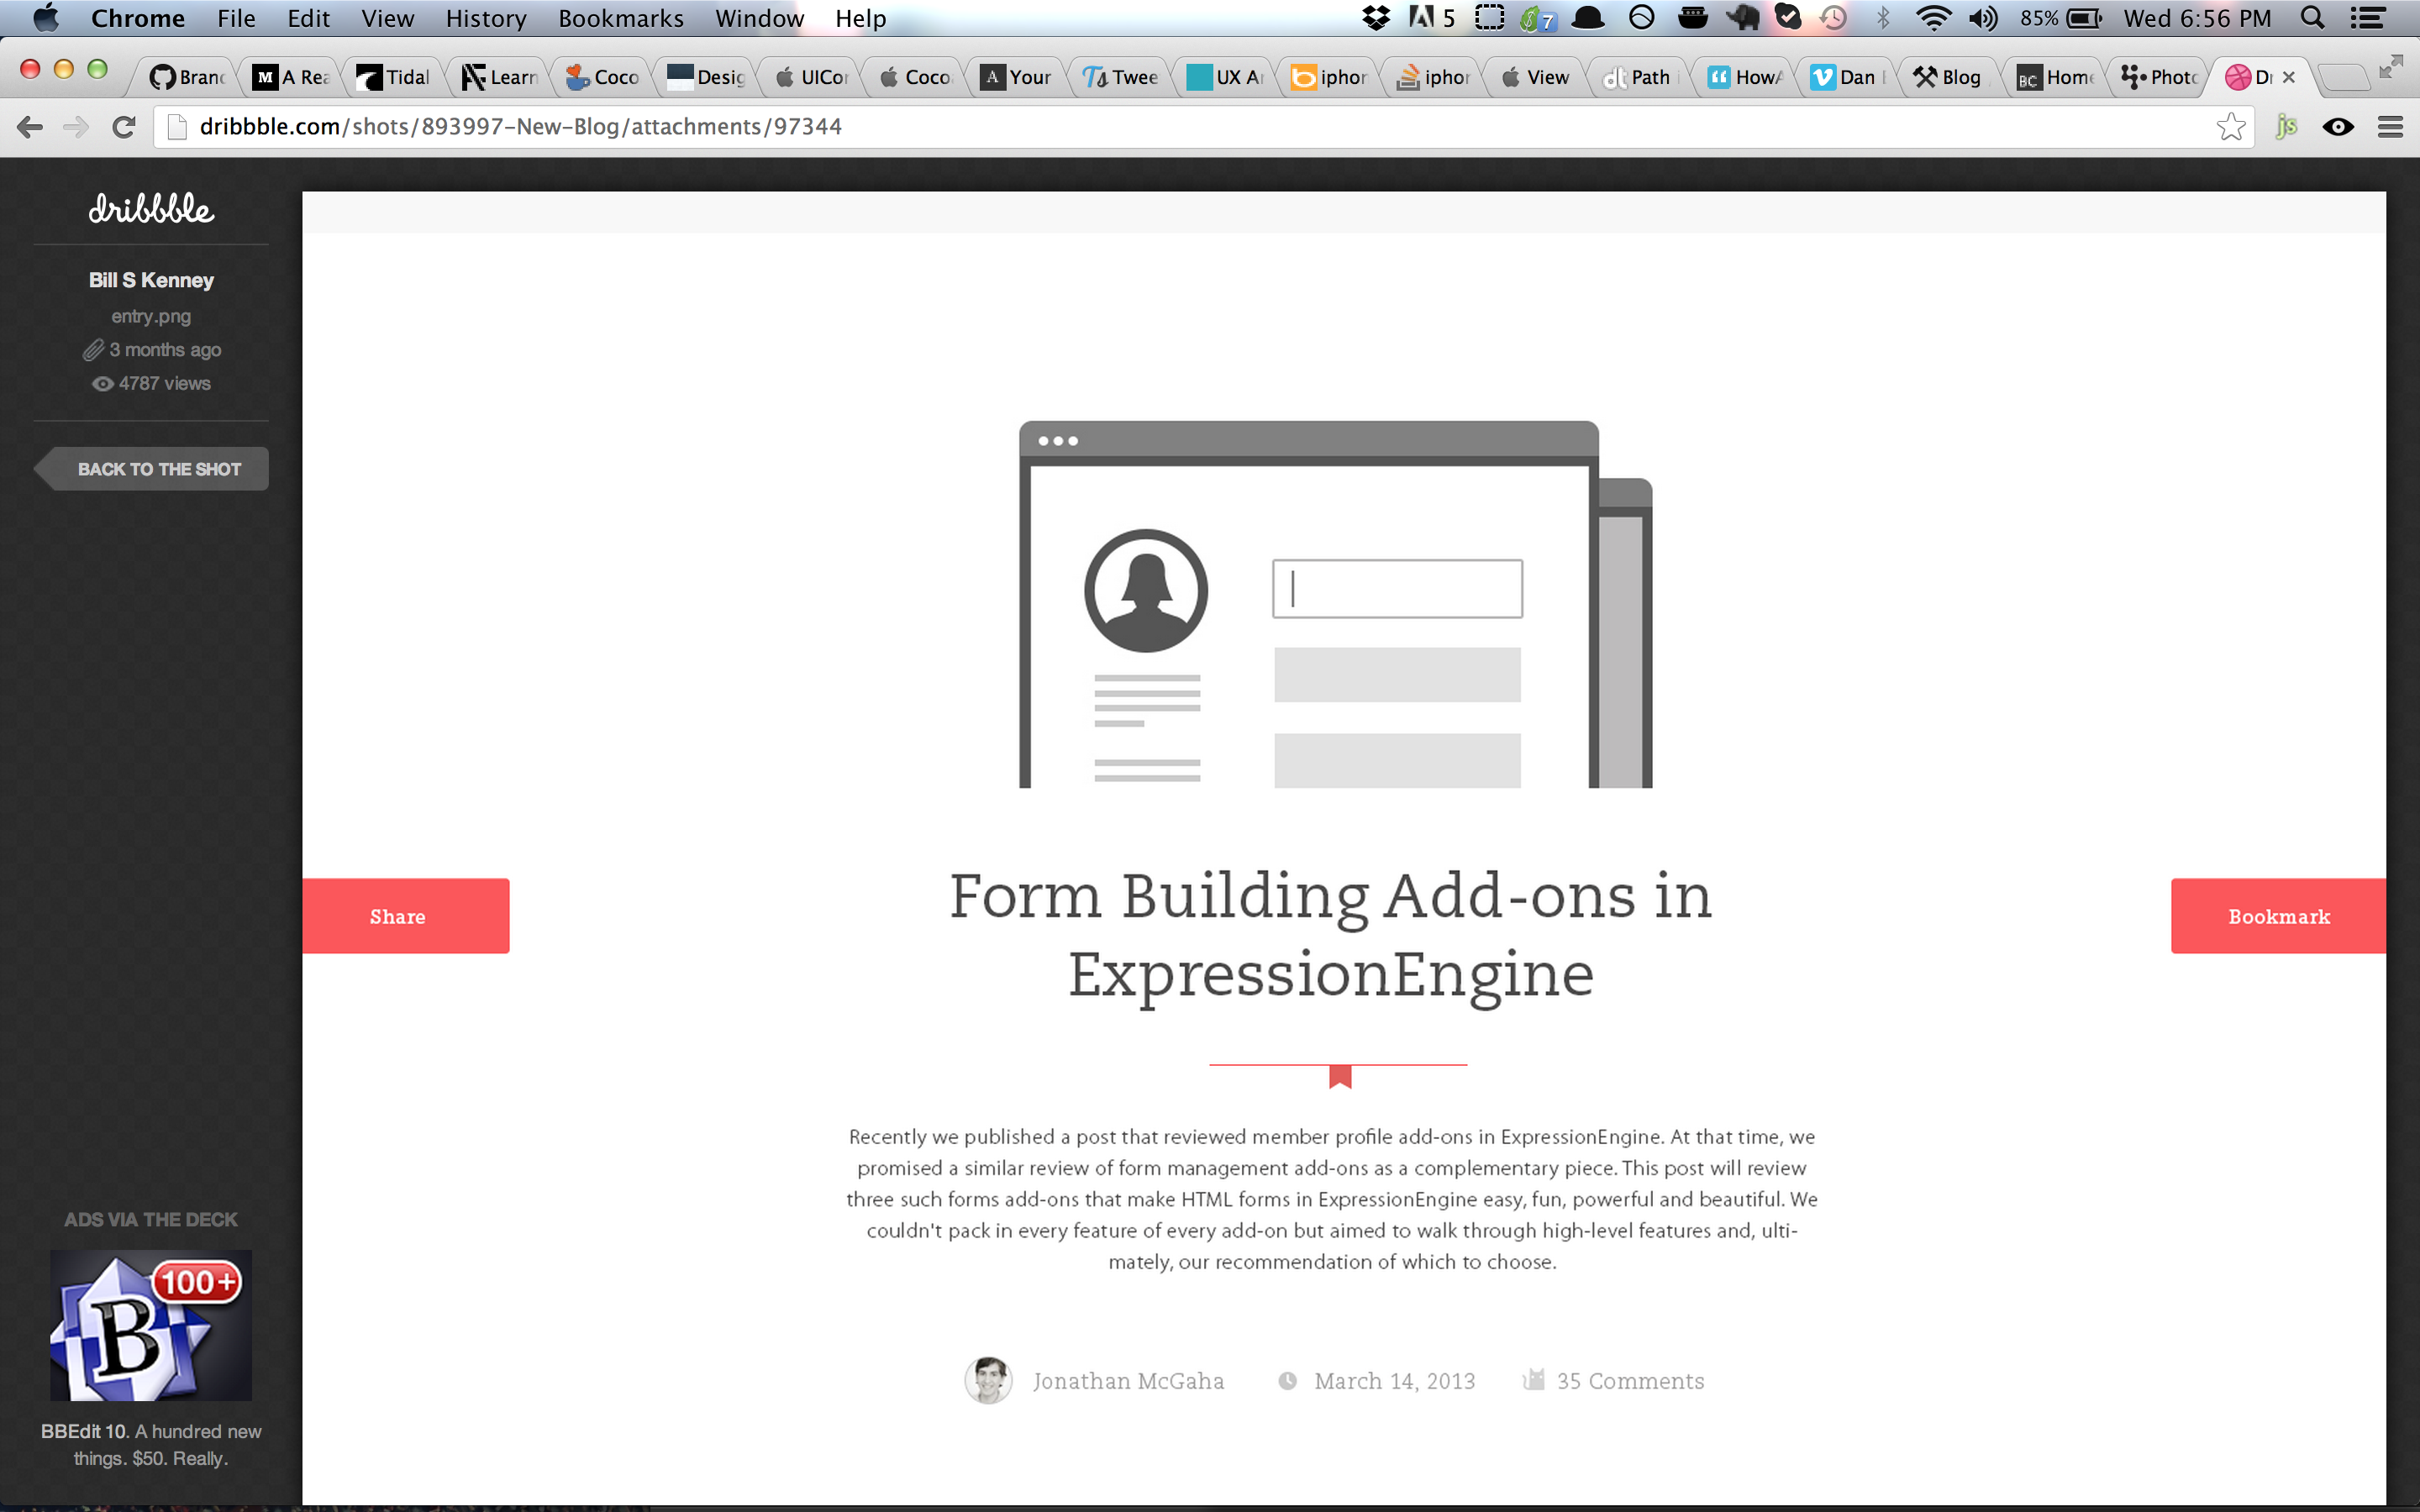 Chrome File Edit View History Bookmarks Window Help 5 7 85% Wed 6:56 PM
Branc M A Rea Tidal Learn Coco Desig UICor Coco A Your Ts Twee UX A iphor iphor View Path HowA Dan Blog BC Home Photo Dr
dribbble.com/shots/893997-New-Blog/attachments/97344 js
dribbble
Bill S Kenney
entry.png
3 months ago
4787 views
BACK TO THE SHOT
Share
Bookmark
Form Building Add-ons in
ExpressionEngine
Recently we published a post that reviewed member profile add-ons in ExpressionEngine. At that time, we
promised a similar review of form management add-ons as a complementary piece. This post will review
three such forms add-ons that make HTML forms in ExpressionEngine easy, fun, powerful and beautiful. We
couldn't pack in every feature of every add-on but aimed to walk through high-level features and, ulti-
mately, our recommendation of which to choose.
Jonathan McGaha March 14, 2013 35 Comments
ADS VIA THE DECK
B 100+
BBEdit 10. A hundred new
things. $50. Really.